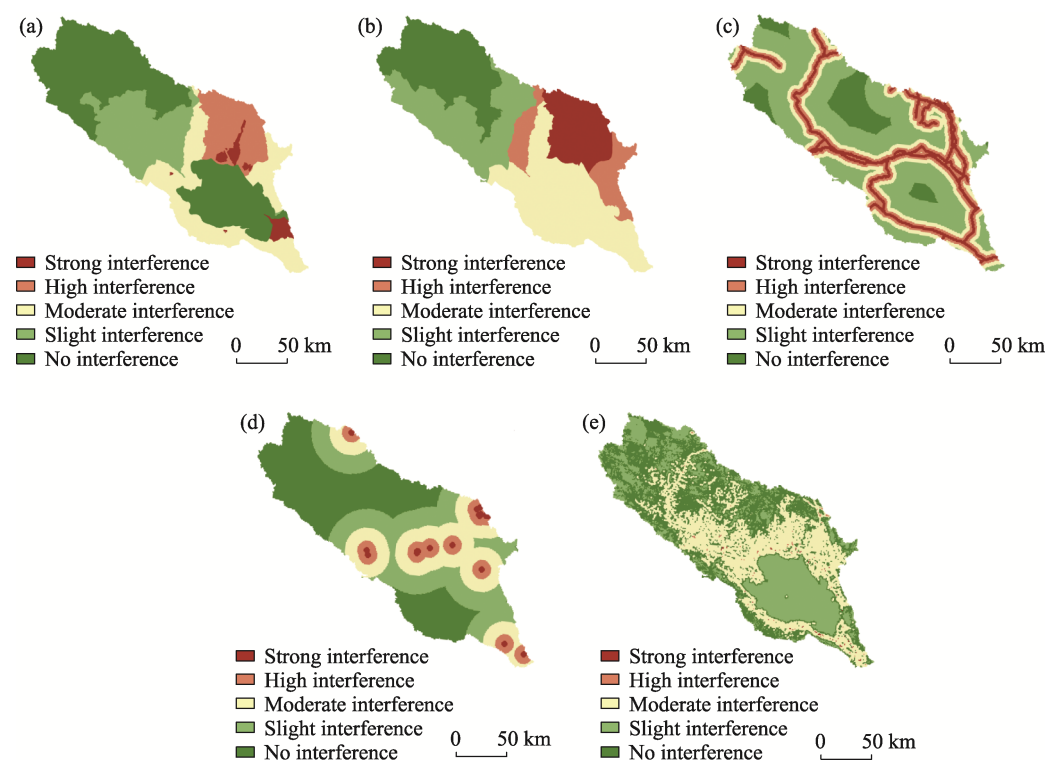 (a)
Strong interference
High interference
Moderate interference
Slight interference
No interference
0 50 km
(b)
Strong interference
High interference
Moderate interference
Slight interference
No interference
0 50 km
(c)
Strong interference
High interference
Moderate interference
Slight interference
No interference
0 50 km
(d)
Strong interference
High interference
Moderate interference
Slight interference
No interference
0 50 km
(e)
Strong interference
High interference
Moderate interference
Slight interference
No interference
0 50 km